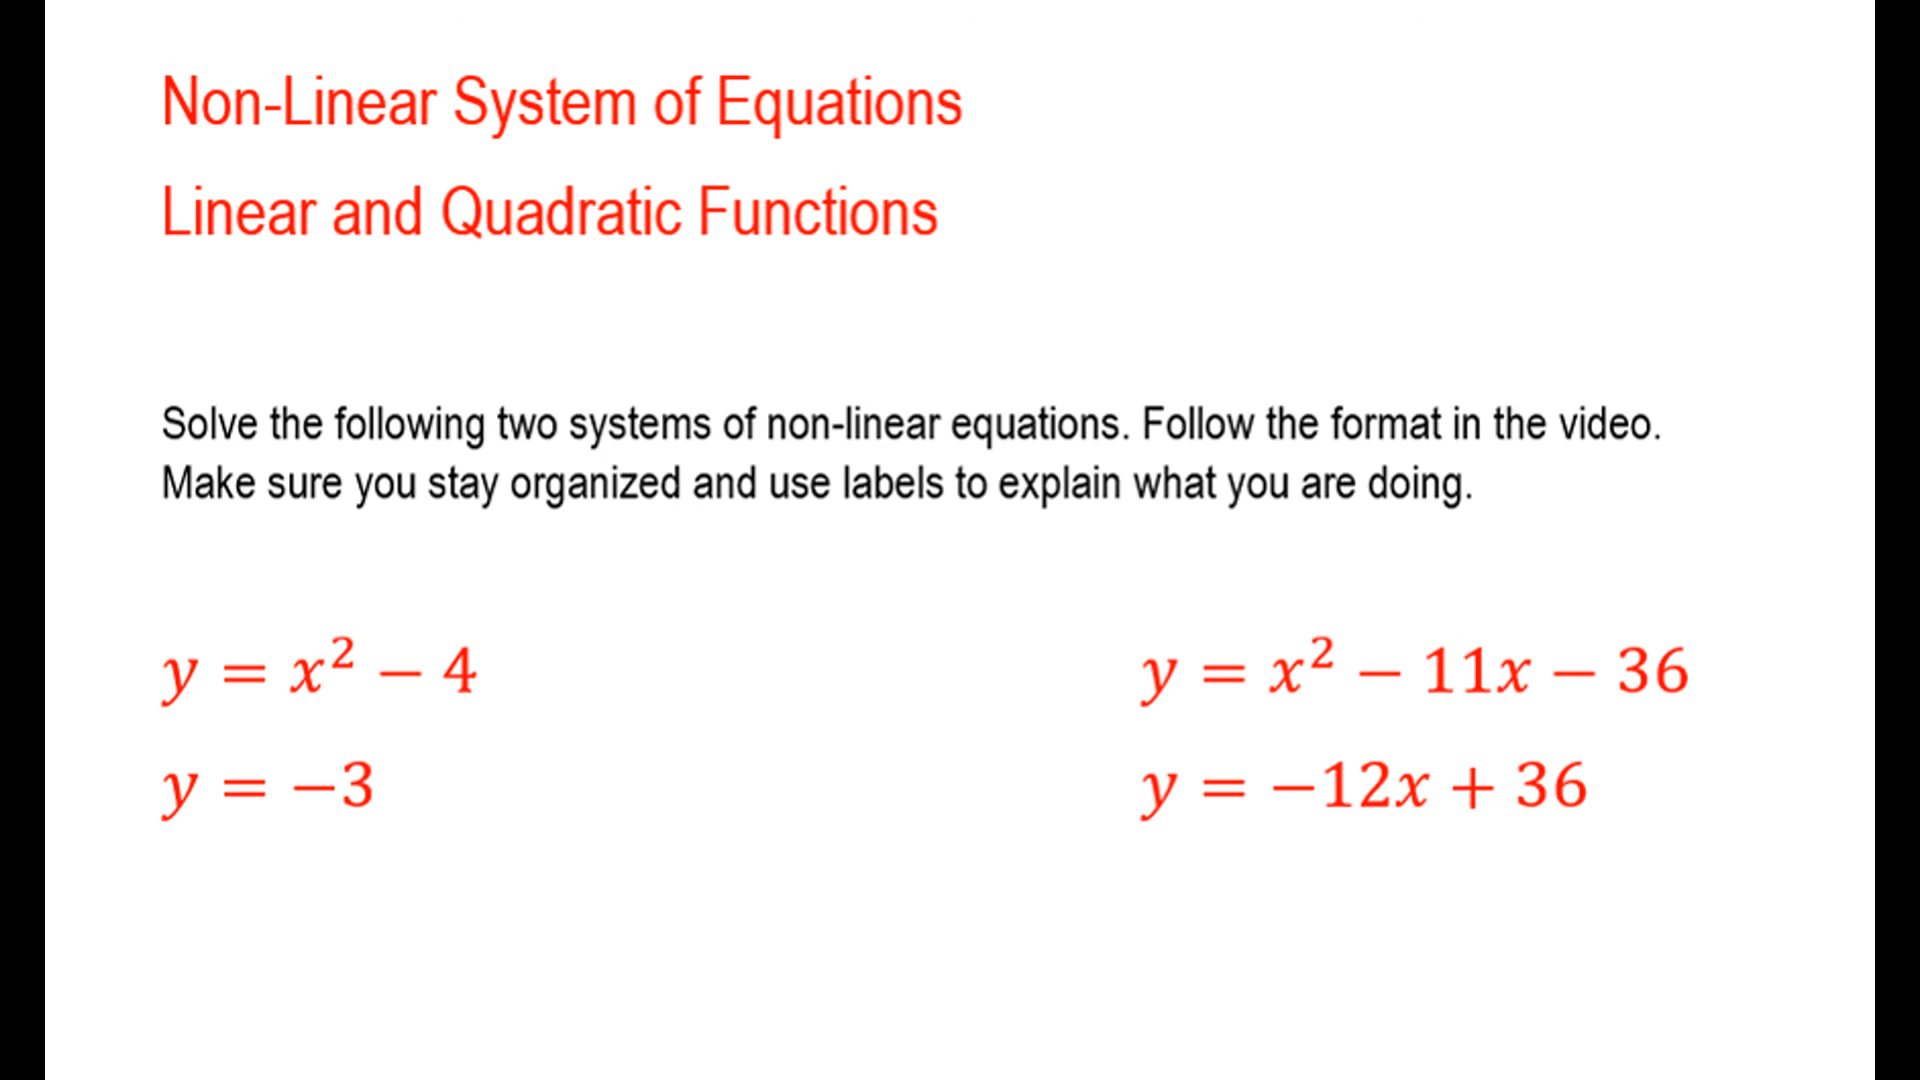 Non-Linear System of Equations
Linear and Quadratic Functions
Solve the following two systems of non-linear equations. Follow the format in the video.
Make sure you stay organized and use labels to explain what you are doing.
y = x² − 4
y = −3
y = x² − 11x − 36
y = −12x + 36